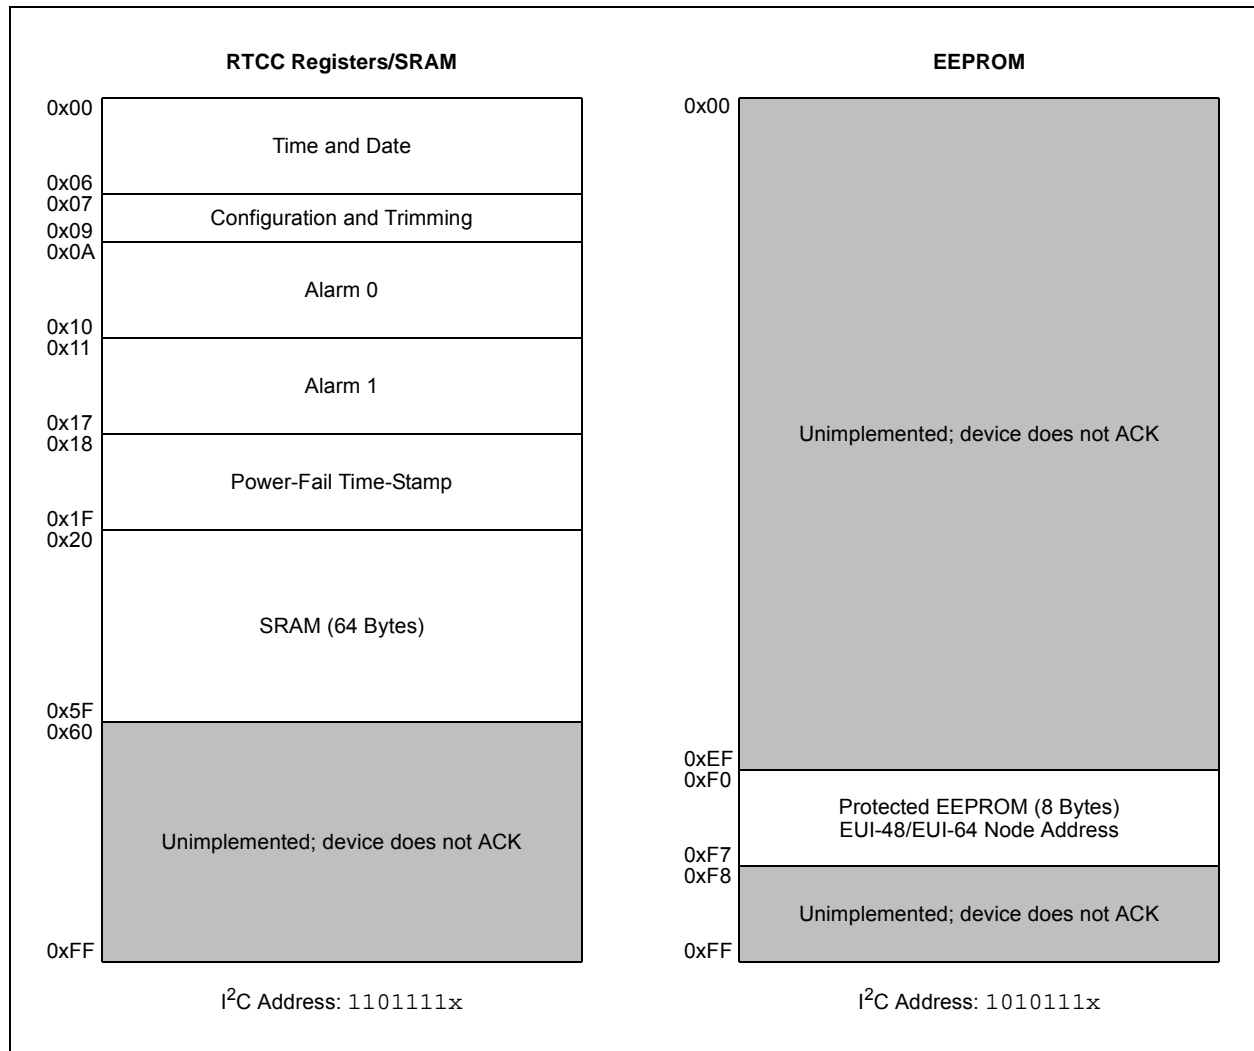 RTCC Registers/SRAM
0x00
Time and Date
0x06
0x07
Configuration and Trimming
0x09
0x0A
Alarm 0
0x10
0x11
Alarm 1
0x17
0x18
Power-Fail Time-Stamp
0x1F
0x20
SRAM (64 Bytes)
0x5F
0x60
Unimplemented; device does not ACK
0xFF
I²C Address: 1101111x
EEPROM
0x00
Unimplemented; device does not ACK
0xEF
0xF0
Protected EEPROM (8 Bytes)
EUI-48/EUI-64 Node Address
0xF7
0xF8
Unimplemented; device does not ACK
0xFF
I²C Address: 1010111x